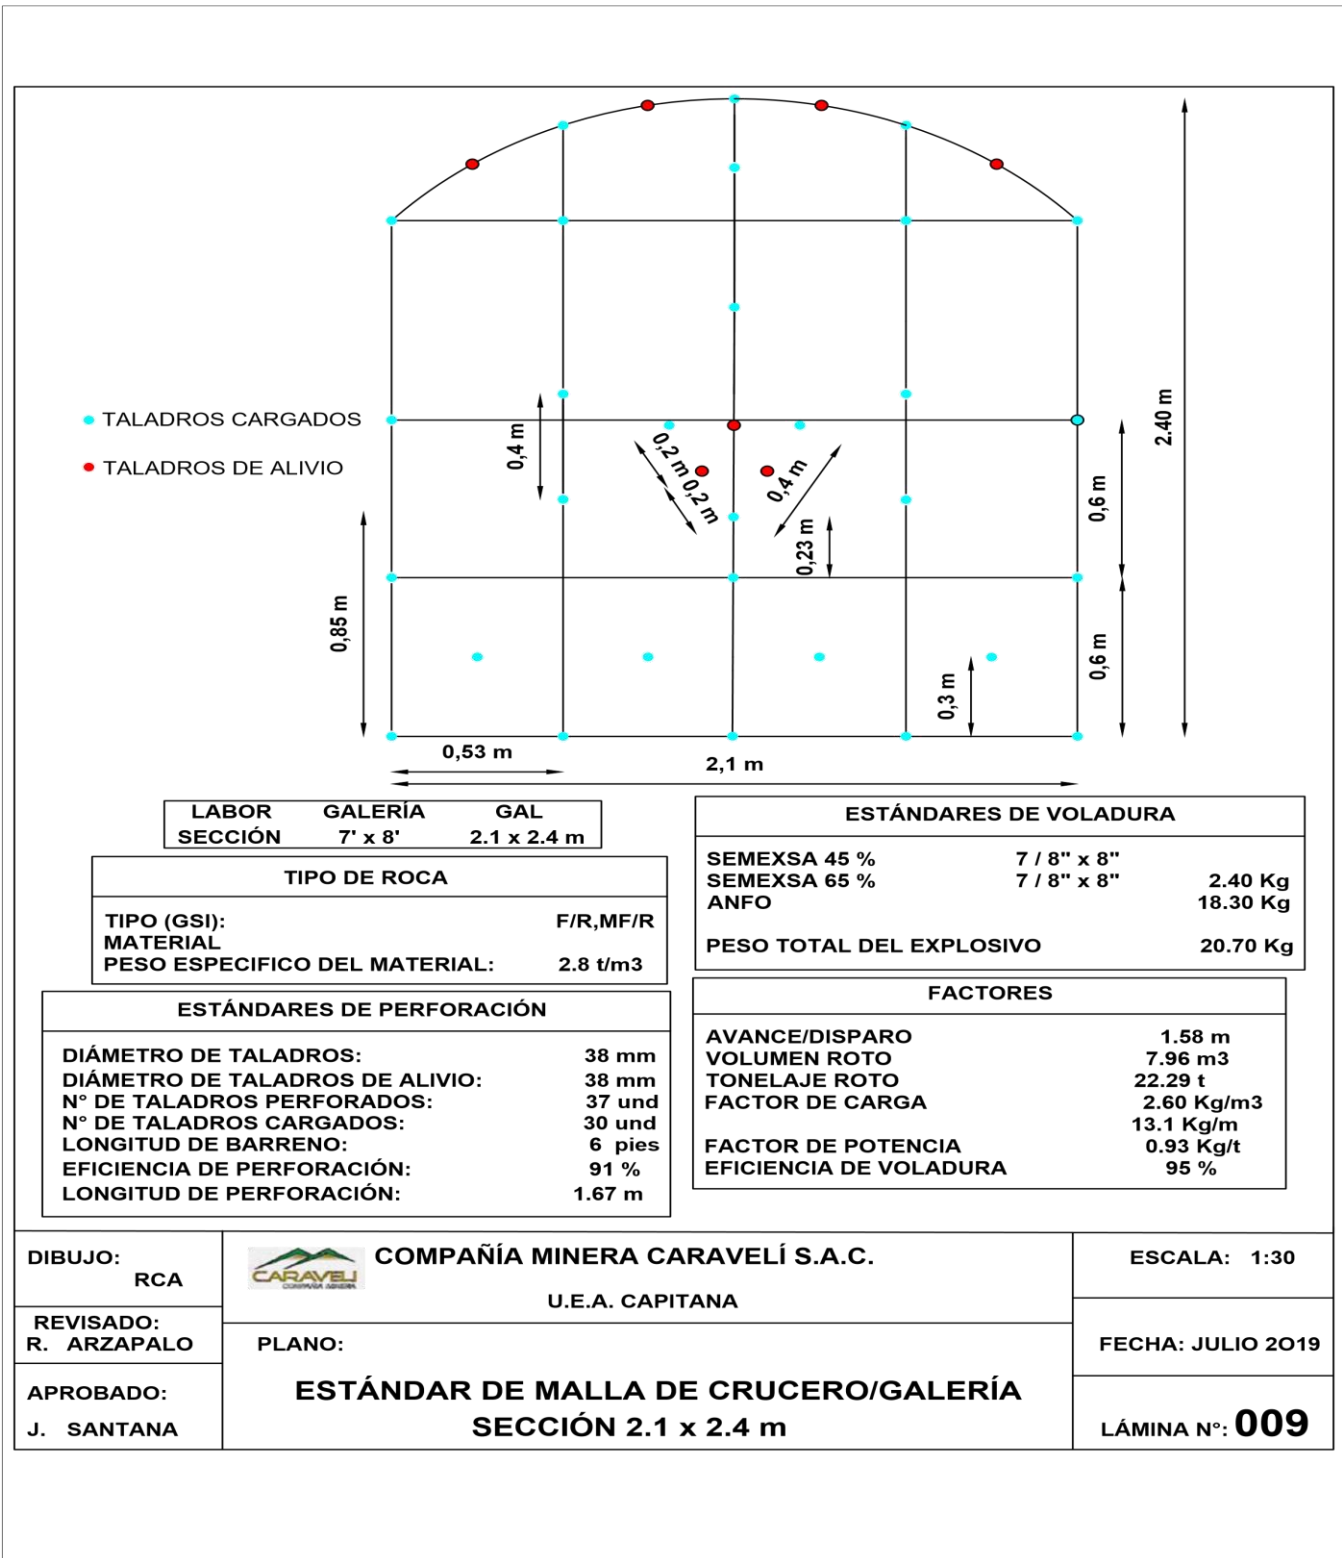 2.40 m
TALADROS CARGADOS
TALADROS DE ALIVIO
0,4 m
0,2 m
0,2 m
0,4 m
0,23 m
0,6 m
0,85 m
0,6 m
0,3 m
0,53 m
2,1 m
LABOR GALERÍA GAL
SECCIÓN 7' x 8' 2.1 x 2.4 m
TIPO DE ROCA
TIPO (GSI): F/R,MF/R
MATERIAL
PESO ESPECIFICO DEL MATERIAL: 2.8 t/m3
ESTÁNDARES DE PERFORACIÓN
DIÁMETRO DE TALADROS: 38 mm
DIÁMETRO DE TALADROS DE ALIVIO: 38 mm
N° DE TALADROS PERFORADOS: 37 und
N° DE TALADROS CARGADOS: 30 und
LONGITUD DE BARRENO: 6 pies
EFICIENCIA DE PERFORACIÓN: 91 %
LONGITUD DE PERFORACIÓN: 1.67 m
ESTÁNDARES DE VOLADURA
SEMEXSA 45 % 7 / 8" x 8"
SEMEXSA 65 % 7 / 8" x 8" 2.40 Kg
ANFO 18.30 Kg
PESO TOTAL DEL EXPLOSIVO 20.70 Kg
FACTORES
AVANCE/DISPARO 1.58 m
VOLUMEN ROTO 7.96 m3
TONELAJE ROTO 22.29 t
FACTOR DE CARGA 2.60 Kg/m3
13.1 Kg/m
FACTOR DE POTENCIA 0.93 Kg/t
EFICIENCIA DE VOLADURA 95 %
DIBUJO:
RCA
REVISADO:
R. ARZAPALO
APROBADO:
J. SANTANA
CARAVELI
COMPAÑIA MINERA
COMPAÑÍA MINERA CARAVELÍ S.A.C.
U.E.A. CAPITANA
PLANO:
ESTÁNDAR DE MALLA DE CRUCERO/GALERÍA
SECCIÓN 2.1 x 2.4 m
ESCALA: 1:30
FECHA: JULIO 2O19
LÁMINA N°: 009